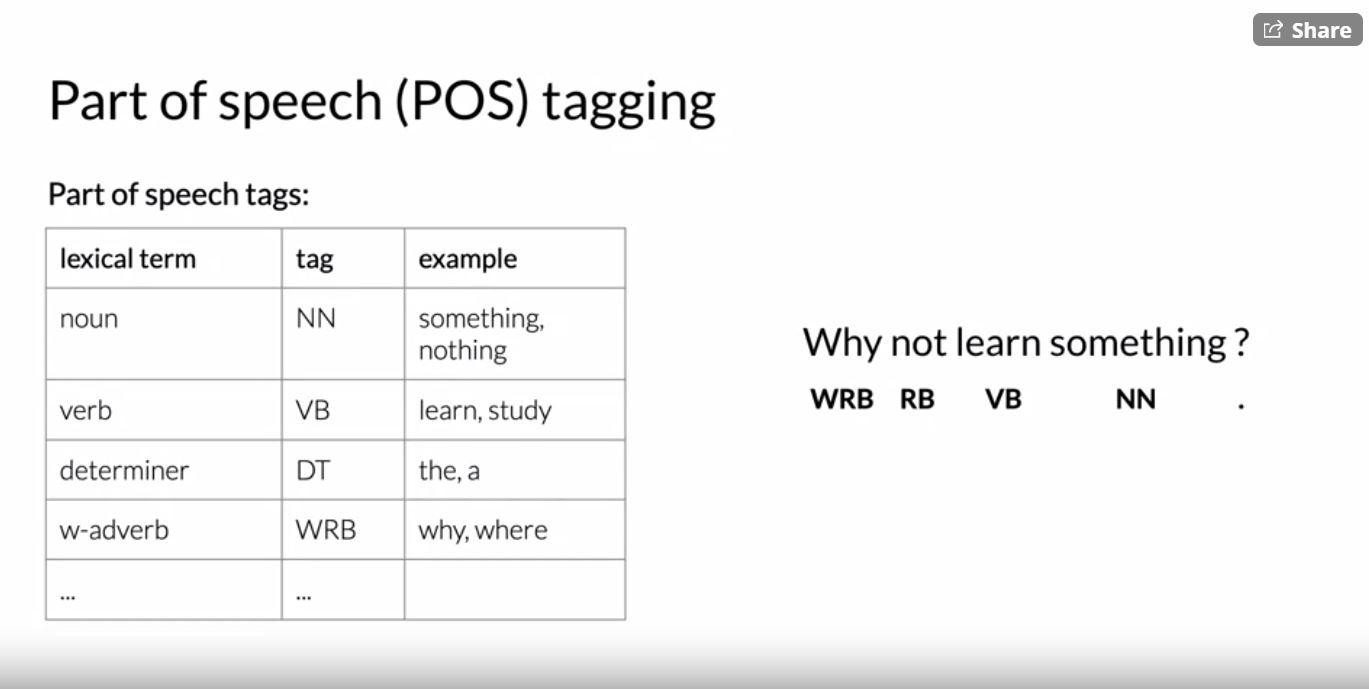 Share
Part of speech (POS) tagging
Part of speech tags:
lexical term tag example
noun NN something,
nothing
verb VB learn, study
determiner DT the, a
w-adverb WRB why, where
... ...
Why not learn something ?
WRB RB VB NN .